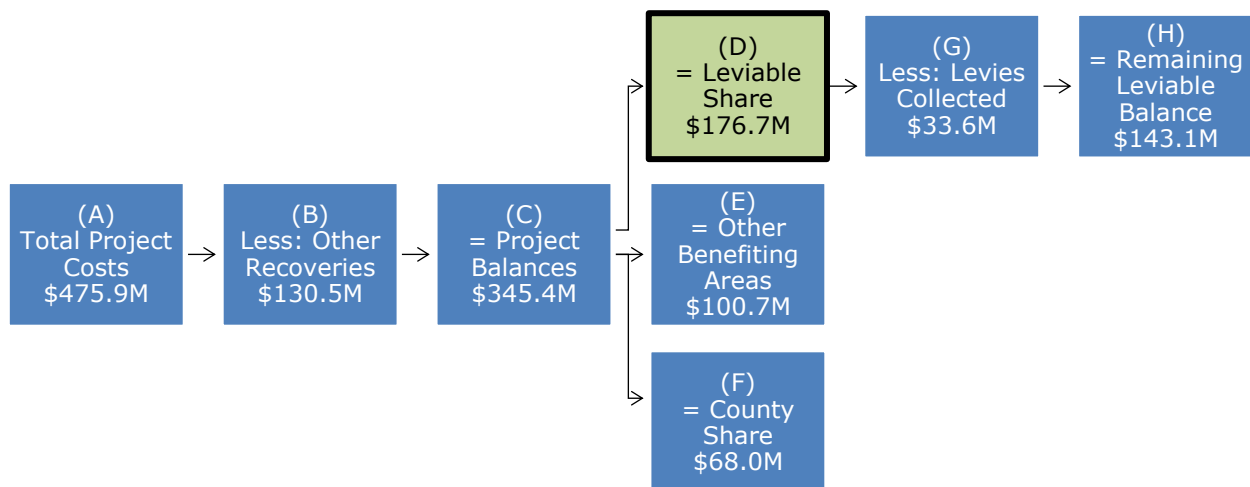 (A)
Total Project
Costs
$475.9M
(B)
Less: Other
Recoveries
$130.5M
(C)
= Project
Balances
$345.4M
(D)
= Leviable
Share
$176.7M
(E)
= Other
Benefiting
Areas
$100.7M
(F)
= County
Share
$68.0M
(G)
Less: Levies
Collected
$33.6M
(H)
= Remaining
Leviable
Balance
$143.1M